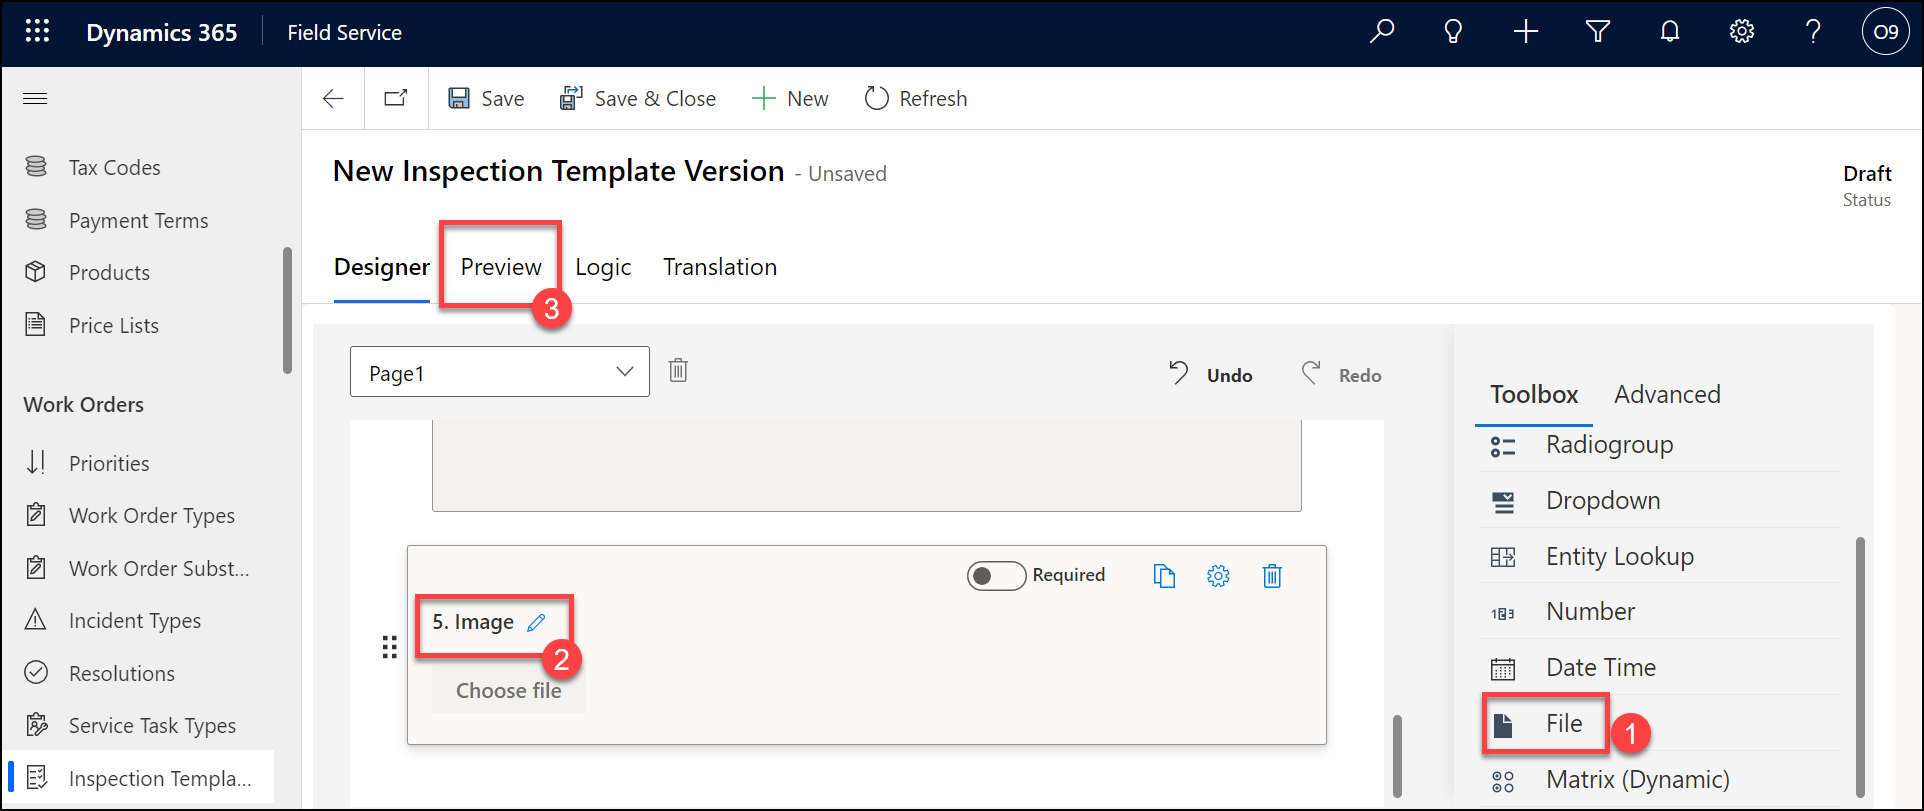 Dynamics 365 Field Service O9
Save Save & Close New Refresh
New Inspection Template Version - Unsaved
Draft
Status
Designer Preview Logic Translation
3
Tax Codes
Payment Terms
Products
Price Lists
Work Orders
Priorities
Work Order Types
Work Order Subst...
Incident Types
Resolutions
Service Task Types
Inspection Templa...
Page1
Undo Redo
Required
5. Image
2
Choose file
Toolbox Advanced
Radiogroup
Dropdown
Entity Lookup
Number
Date Time
File
1
Matrix (Dynamic)